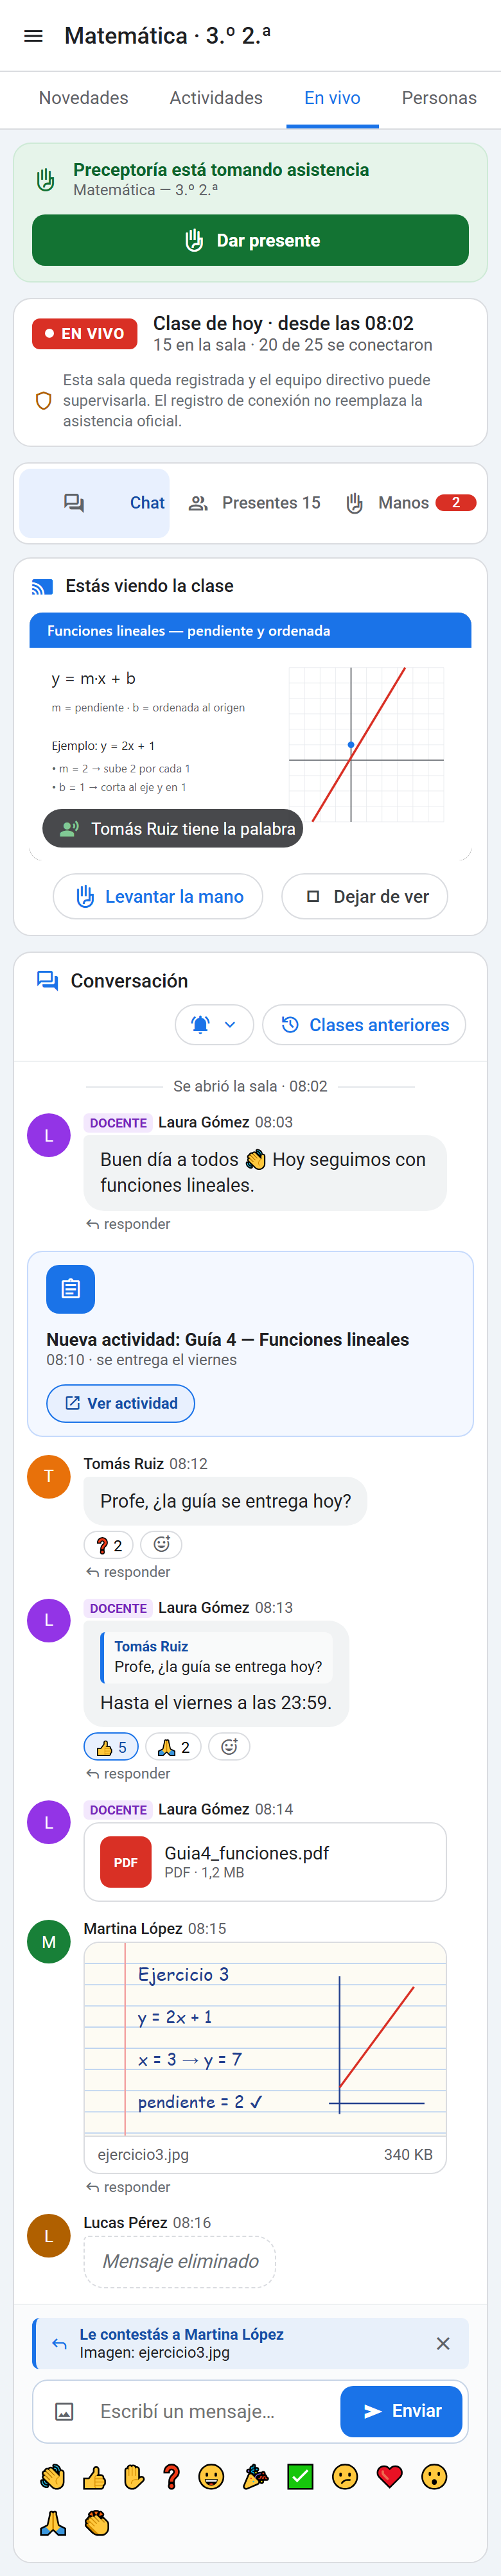 Matemática · 3.º 2.ª
Novedades
Actividades
En vivo
Personas
Preceptoría está tomando asistencia
Matemática — 3.º 2.ª
Dar presente
EN VIVO
Clase de hoy · desde las 08:02
15 en la sala · 20 de 25 se conectaron
Esta sala queda registrada y el equipo directivo puede
supervisarla. El registro de conexión no reemplaza la
asistencia oficial.
Chat
Presentes 15
Manos 2
Estás viendo la clase
Funciones lineales — pendiente y ordenada
y = m·x + b
m = pendiente · b = ordenada al origen
Ejemplo: y = 2x + 1
• m = 2 → sube 2 por cada 1
• b = 1 → corta al eje y en 1
Tomás Ruiz tiene la palabra
Levantar la mano
Dejar de ver
Conversación
Clases anteriores
Se abrió la sala · 08:02
L
DOCENTE Laura Gómez 08:03
Buen día a todos 👋 Hoy seguimos con
funciones lineales.
responder
Nueva actividad: Guía 4 — Funciones lineales
08:10 · se entrega el viernes
Ver actividad
T
Tomás Ruiz 08:12
Profe, ¿la guía se entrega hoy?
❓ 2
responder
L
DOCENTE Laura Gómez 08:13
Tomás Ruiz
Profe, ¿la guía se entrega hoy?
Hasta el viernes a las 23:59.
👍 5
🙏 2
responder
L
DOCENTE Laura Gómez 08:14
PDF
Guia4_funciones.pdf
PDF · 1,2 MB
M
Martina López 08:15
Ejercicio 3
y = 2x + 1
x = 3 → y = 7
pendiente = 2 ✓
ejercicio3.jpg
340 KB
responder
L
Lucas Pérez 08:16
Mensaje eliminado
Le contestás a Martina López
Imagen: ejercicio3.jpg
Escribí un mensaje…
Enviar